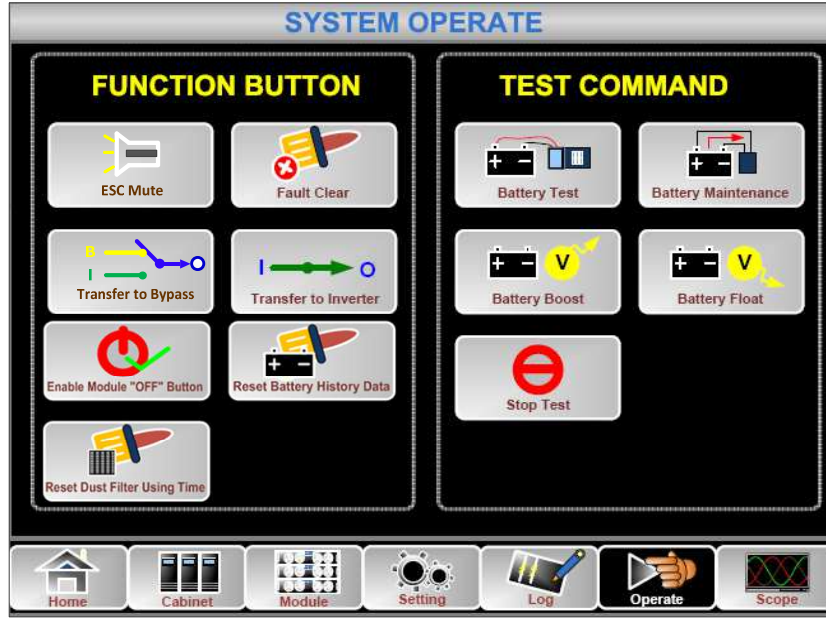 SYSTEM OPERATE
FUNCTION BUTTON
ESC Mute
Fault Clear
B
I
Transfer to Bypass
I O
Transfer to Inverter
Enable Module "OFF" Button
Reset Battery History Data
Reset Dust Filter Using Time
TEST COMMAND
Battery Test
Battery Maintenance
V
Battery Boost
V
Battery Float
Stop Test
Home
Cabinet
Module
Setting
Log
Operate
Scope